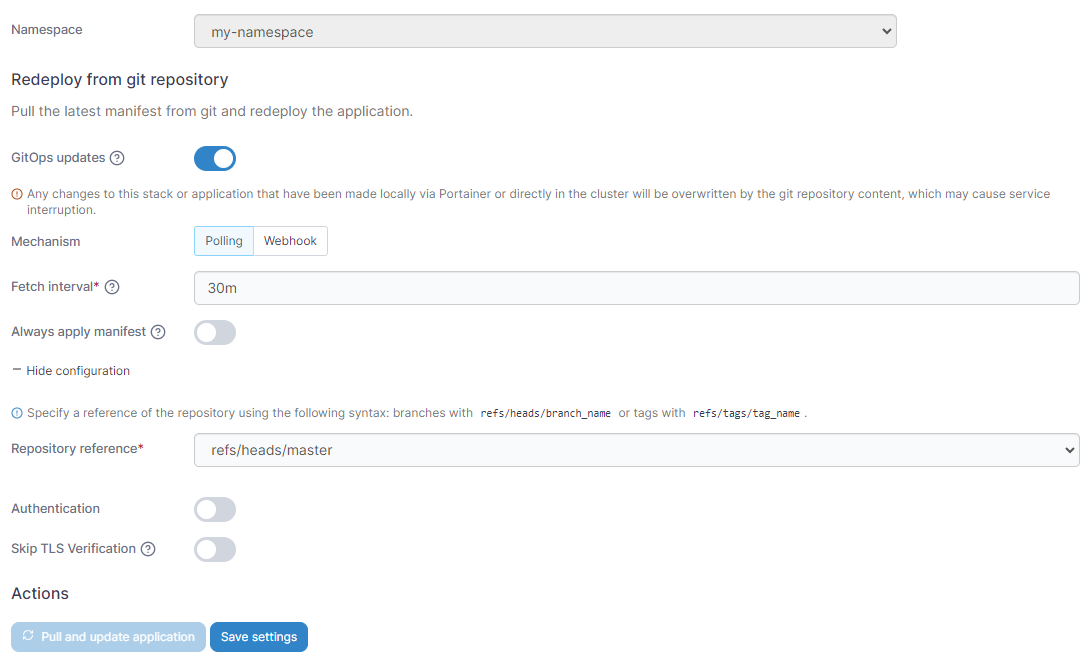 Namespace
my-namespace
Redeploy from git repository
Pull the latest manifest from git and redeploy the application.
GitOps updates
Any changes to this stack or application that have been made locally via Portainer or directly in the cluster will be overwritten by the git repository content, which may cause service
interruption.
Mechanism
Polling Webhook
Fetch interval*
30m
Always apply manifest
Hide configuration
Specify a reference of the repository using the following syntax: branches with refs/heads/branch_name or tags with refs/tags/tag_name .
Repository reference*
refs/heads/master
Authentication
Skip TLS Verification
Actions
Pull and update application Save settings